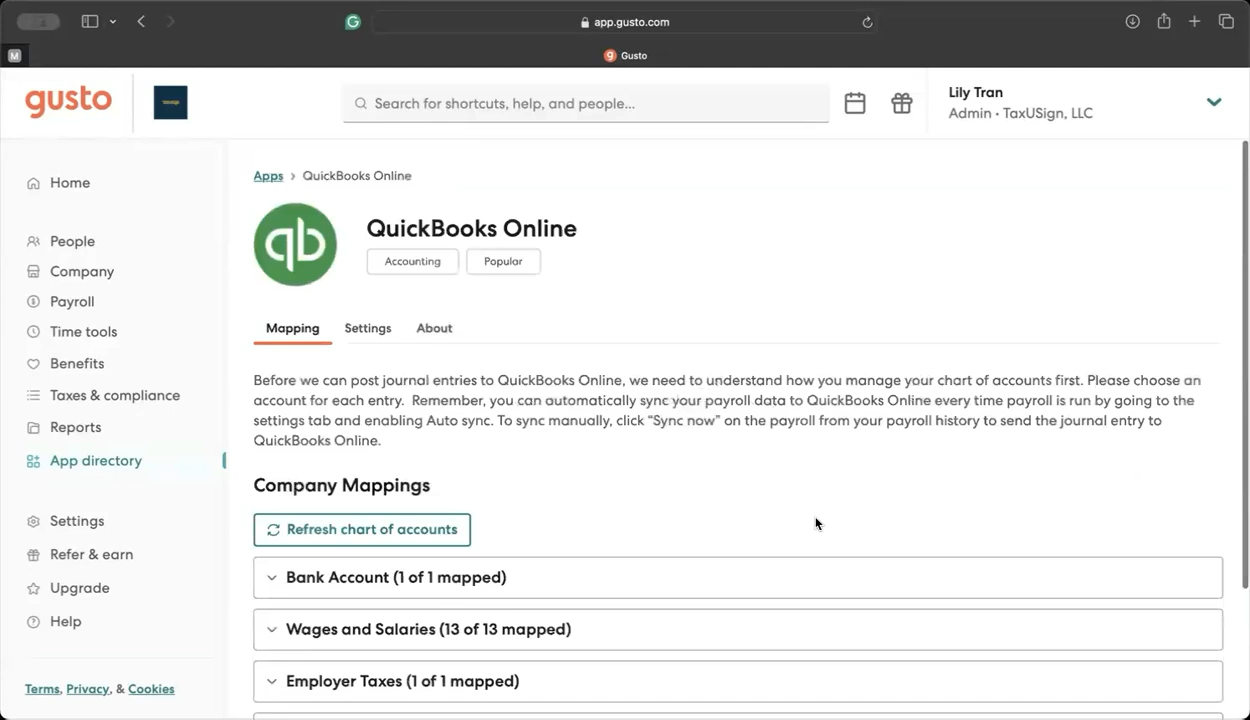 app.gusto.com
M
Gusto
gusto
Search for shortcuts, help, and people...
Lily Tran
Admin • TaxUSign, LLC
Home
People
Company
Payroll
Time tools
Benefits
Taxes & compliance
Reports
App directory
Settings
Refer & earn
Upgrade
Help
Terms, Privacy, & Cookies
Apps › QuickBooks Online
qb
QuickBooks Online
Accounting Popular
Mapping Settings About
Before we can post journal entries to QuickBooks Online, we need to understand how you manage your chart of accounts first. Please choose an
account for each entry. Remember, you can automatically sync your payroll data to QuickBooks Online every time payroll is run by going to the
settings tab and enabling Auto sync. To sync manually, click “Sync now” on the payroll from your payroll history to send the journal entry to
QuickBooks Online.
Company Mappings
Refresh chart of accounts
Bank Account (1 of 1 mapped)
Wages and Salaries (13 of 13 mapped)
Employer Taxes (1 of 1 mapped)